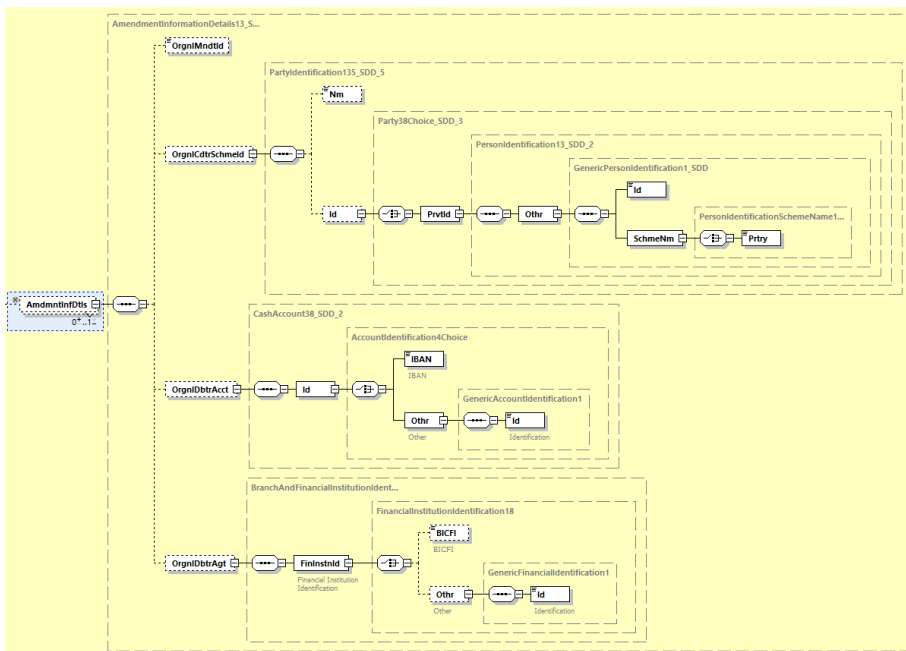 AmendmentInformationDetails13_S...
OrgnlMndtId
PartyIdentification135_SDD_5
Nm
Party38Choice_SDD_3
PersonIdentification13_SDD_2
GenericPersonIdentification1_SDD
Id
OrgnlCdtrSchmeId
Id
PrvtId
Othr
PersonIdentificationSchemeName1...
SchmeNm
Prtry
AmdmntInfDtls
0+..1..
CashAccount38_SDD_2
AccountIdentification4Choice
IBAN
IBAN
OrgnlDbtrAcct
Id
GenericAccountIdentification1
Othr
Id
Other
Identification
BranchAndFinancialInstitutionIdent...
FinancialInstitutionIdentification18
BICFI
BICFI
OrgnlDbtrAgt
FinInstnId
Financial Institution
Identification
GenericFinancialIdentification1
Othr
Id
Other
Identification